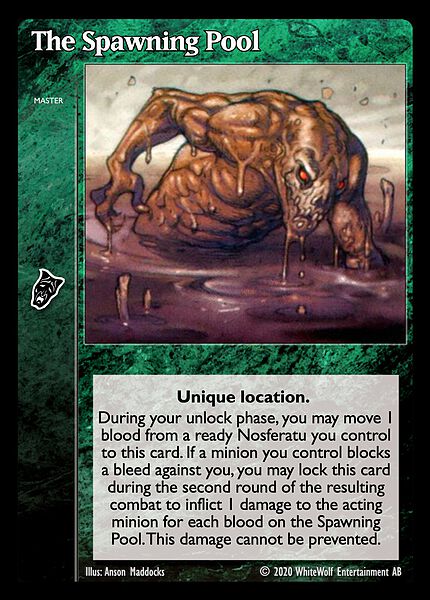 The Spawning Pool
MASTER
Unique location.
During your unlock phase, you may move 1
blood from a ready Nosferatu you control
to this card. If a minion you control blocks
a bleed against you, you may lock this card
during the second round of the resulting
combat to inflict 1 damage to the acting
minion for each blood on the Spawning
Pool. This damage cannot be prevented.
Illus: Anson Maddocks
© 2020 WhiteWolf Entertainment AB